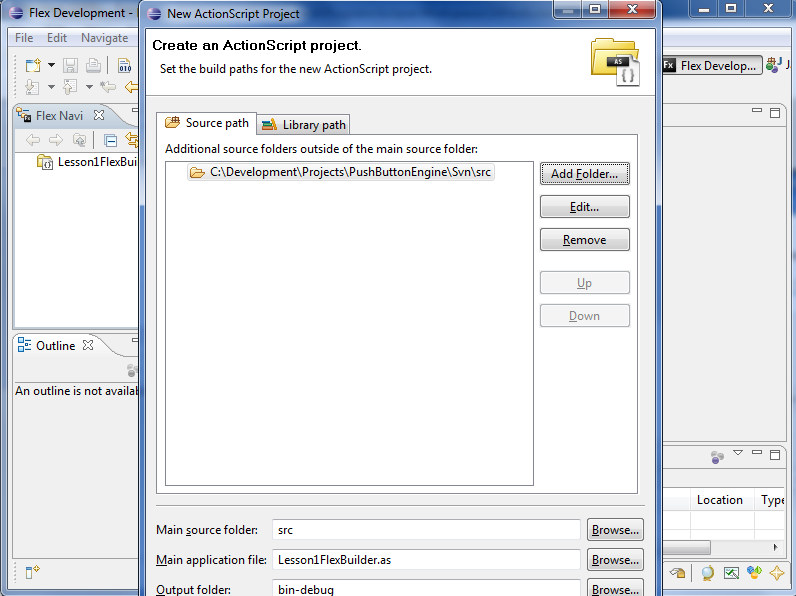 Flex Development -
New ActionScript Project
File Edit Navigate
Create an ActionScript project.
Set the build paths for the new ActionScript project.
AS
{}
010
Fx Flex Develop...
Flex Navi
Lesson1FlexBui
Source path
Library path
Additional source folders outside of the main source folder:
C:\Development\Projects\PushButtonEngine\Svn\src
Add Folder...
Edit...
Remove
Up
Down
Outline
An outline is not availab
Location Type
Main source folder: src Browse...
Main application file: Lesson1FlexBuilder.as Browse...
Output folder: bin-debug Browse...